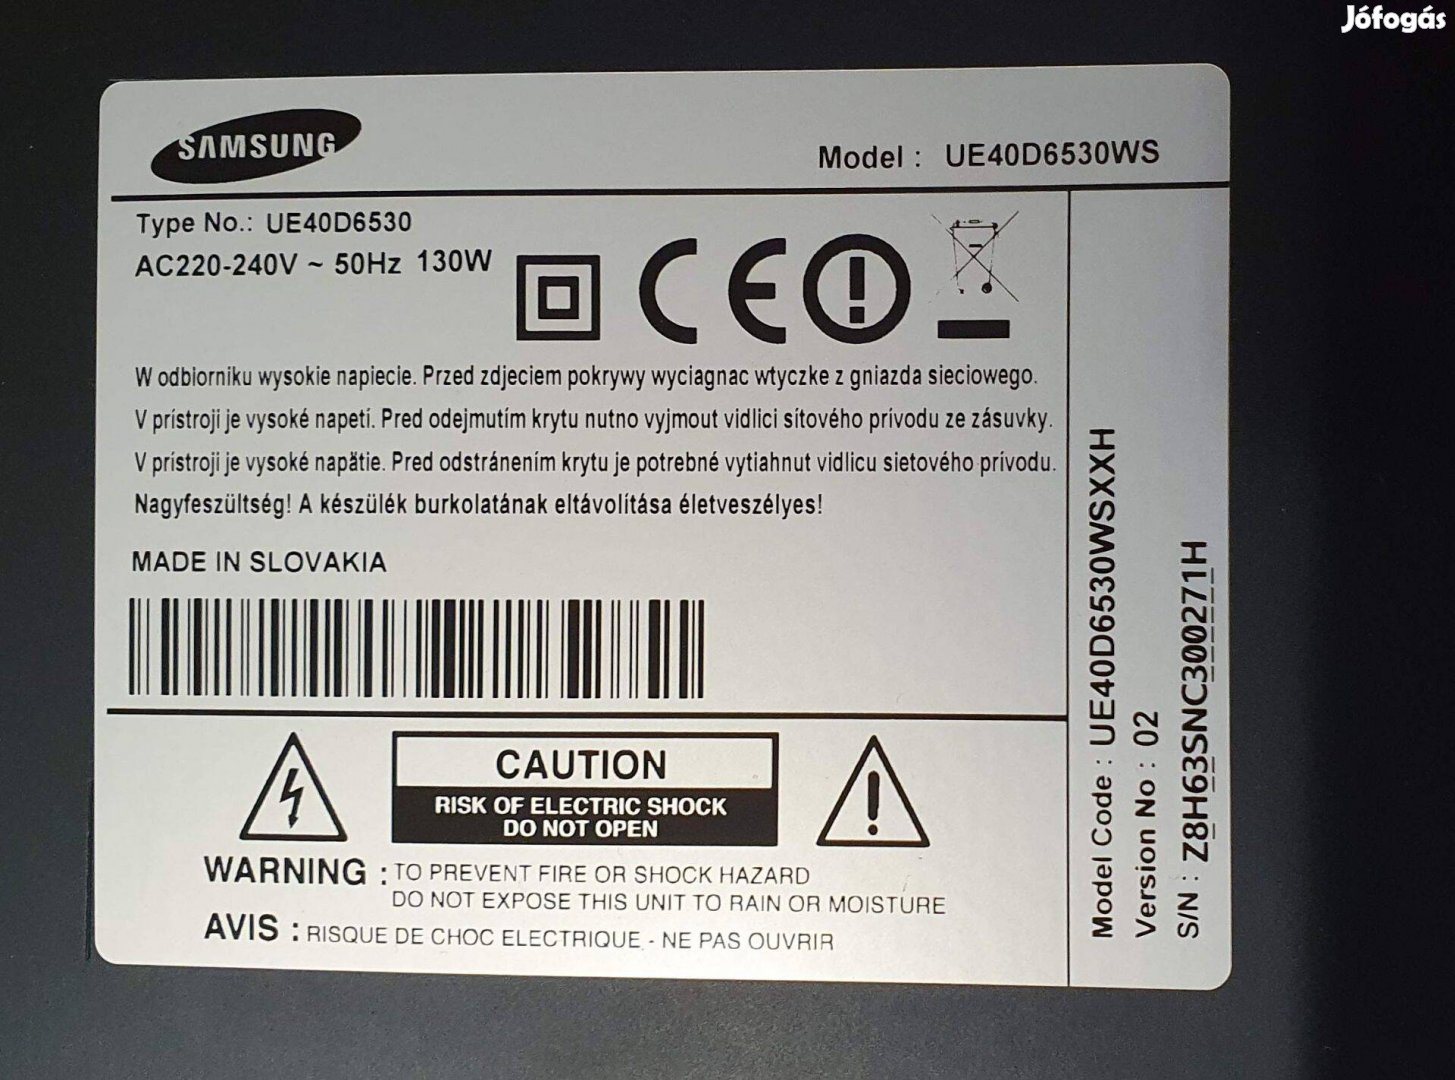 Jófogás
SAMSUNG
Model : UE40D6530WS
Type No.: UE40D6530
AC220-240V ~ 50Hz 130W
CE
W odbiorniku wysokie napiecie. Przed zdjeciem pokrywy wyciagnac wtyczke z gniazda sieciowego.
V prístroji je vysoké napetí. Pred odejmutím krytu nutno vyjmout vidlici sítového prívodu ze zásuvky.
V prístroji je vysoké napätie. Pred odstránením krytu je potrebné vytiahnut vidlicu sietového prívodu.
Nagyfeszültség! A készülék burkolatának eltávolítása életveszélyes!
MADE IN SLOVAKIA
CAUTION
RISK OF ELECTRIC SHOCK
DO NOT OPEN
WARNING : TO PREVENT FIRE OR SHOCK HAZARD
DO NOT EXPOSE THIS UNIT TO RAIN OR MOISTURE
AVIS : RISQUE DE CHOC ELECTRIQUE - NE PAS OUVRIR
Model Code : UE40D6530WSXXH
Version No : 02
S/N : Z8H63SNC300271H